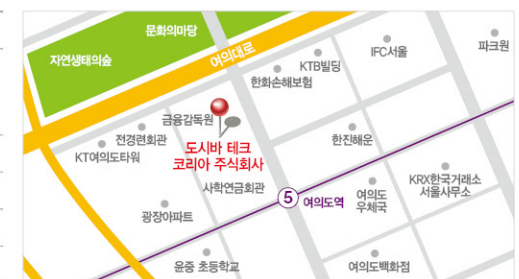 문화의마당
자연생태의숲
여의대로
IFC서울
파크원
KTB빌딩
한화손해보험
금융감독원
전경련회관
KT여의도타워
도시바 테크
코리아 주식회사
한진해운
사학연금회관
5 여의도역
여의도
우체국
KRX한국거래소
서울사무소
광장아파트
윤중 초등학교
여의도백화점